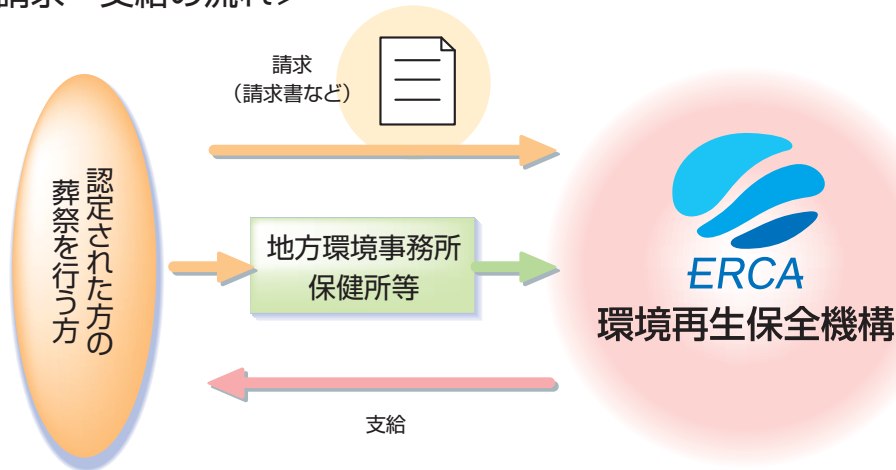 請求・支給の流れ>
請求
（請求書など）
認定された方の
葬祭を行う方
地方環境事務所
保健所等
ERCA
環境再生保全機構
支給